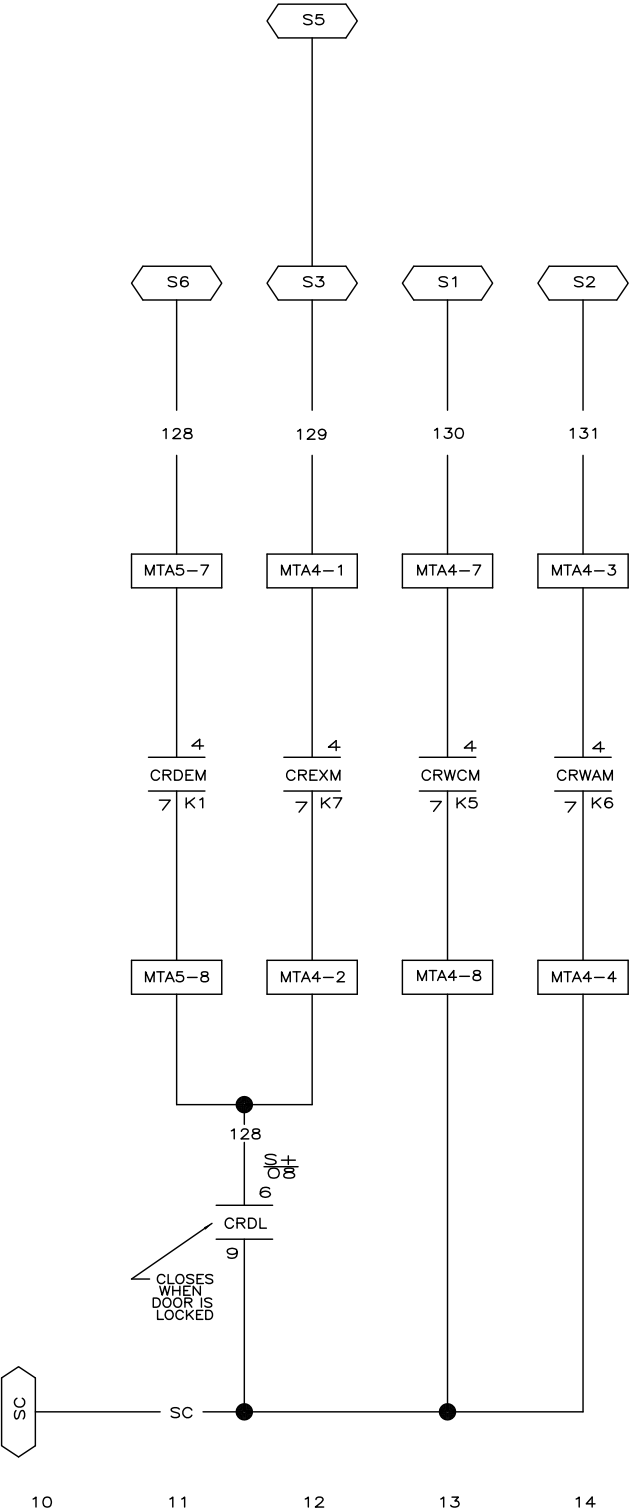 S5
S6 S3 S1 S2
128 129 130 131
MTA5-7 MTA4-1 MTA4-7 MTA4-3
4 4 4 4
CRDEM CREXM CRWCM CRWAM
7 K1 7 K7 7 K5 7 K6
MTA5-8 MTA4-2 MTA4-8 MTA4-4
128
S+
08
6
CRDL
9
CLOSES
WHEN
DOOR IS
LOCKED
SC
SC
10 11 12 13 14